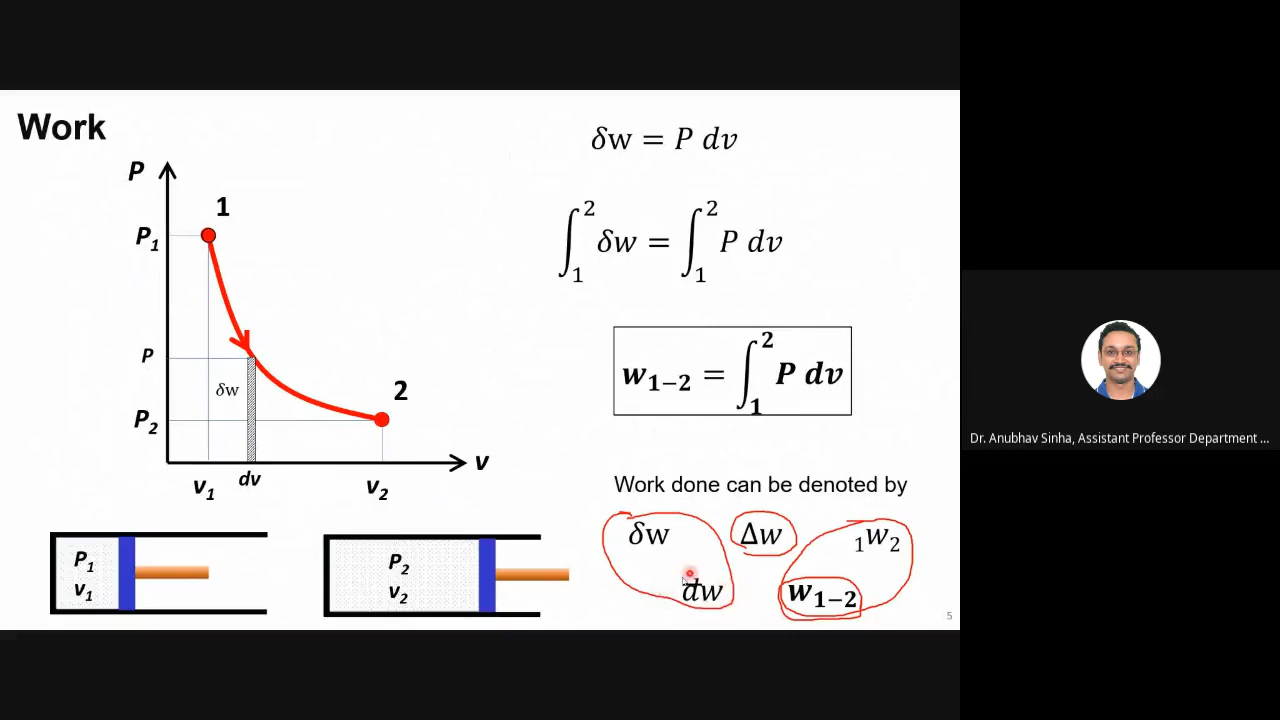 Work
δw = P dv
P
1
P₁
∫₁² δw = ∫₁² P dv
P
δw
w₁₋₂ = ∫₁² P dv
2
P₂
v
v₁ dv v₂
Work done can be denoted by
δw Δw ₁w₂
dw w₁₋₂
P₁
v₁
P₂
v₂
5
Dr. Anubhav Sinha, Assistant Professor Department ...